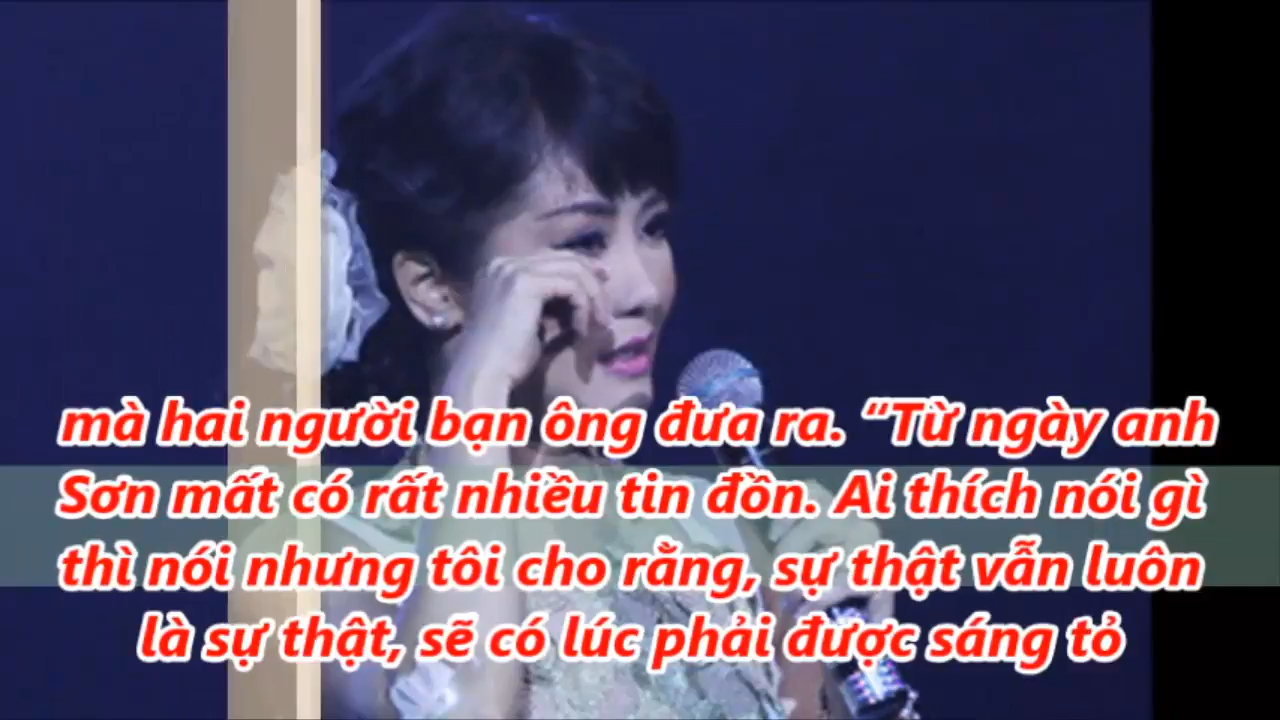 mà hai người bạn ông đưa ra. “Từ ngày anh
Sơn mất có rất nhiều tin đồn. Ai thích nói gì
thì nói nhưng tôi cho rằng, sự thật vẫn luôn
là sự thật, sẽ có lúc phải được sáng tỏ